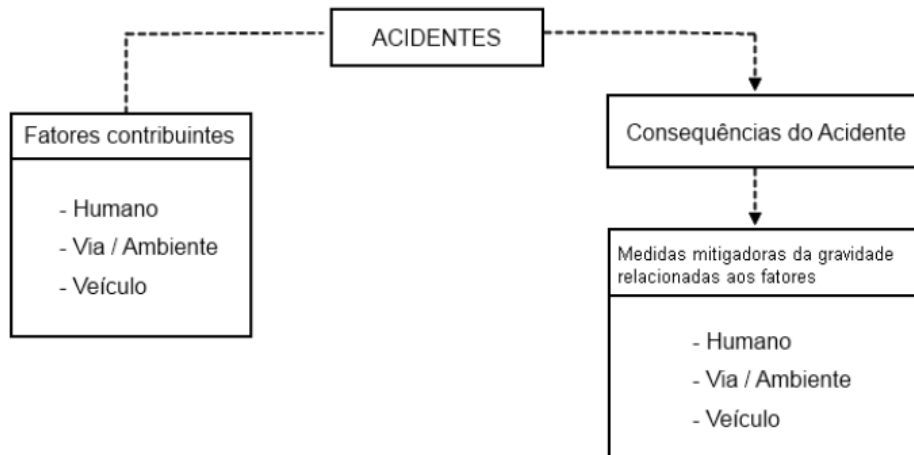 ACIDENTES
Fatores contribuintes
- Humano
- Via / Ambiente
- Veículo
Consequências do Acidente
Medidas mitigadoras da gravidade
relacionadas aos fatores
- Humano
- Via / Ambiente
- Veículo